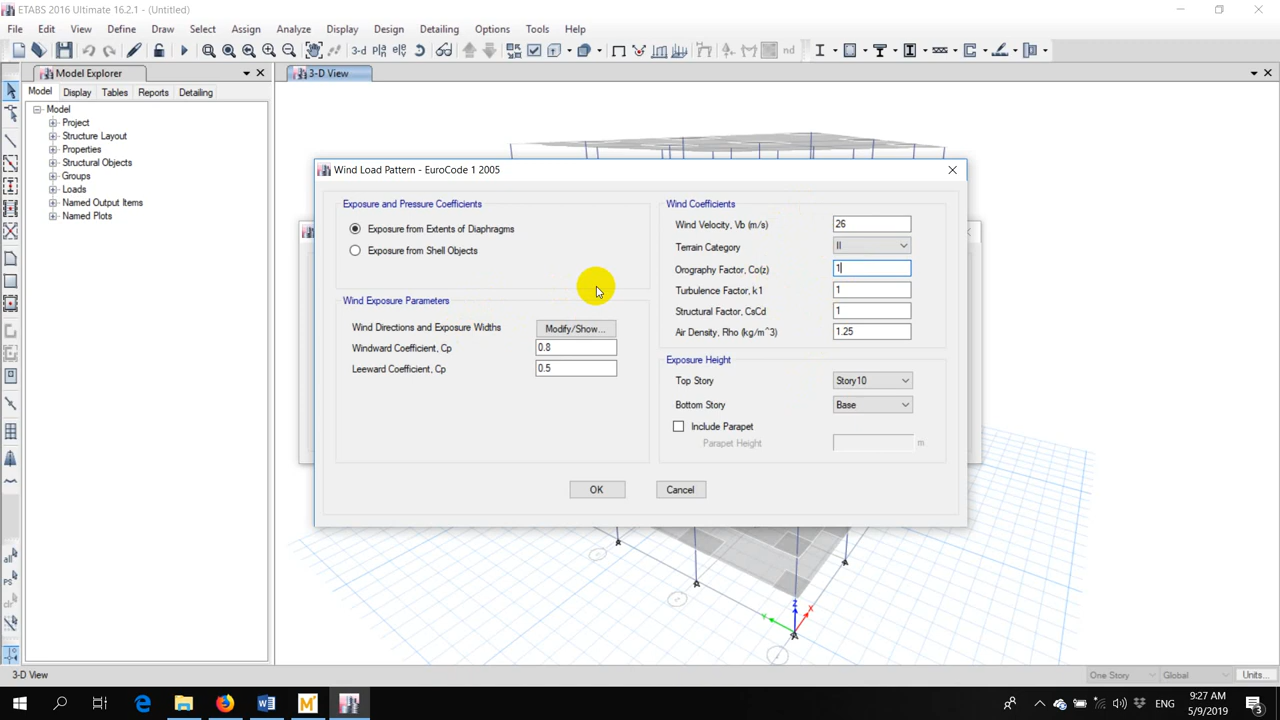 ETABS 2016 Ultimate 16.2.1 - (Untitled)
File Edit View Define Draw Select Assign Analyze Display Design Detailing Options Tools Help
3-d
nd
Model Explorer
3-D View
Model Display Tables Reports Detailing
Model
Project
Structure Layout
Properties
Structural Objects
Groups
Loads
Named Output Items
Named Plots
Wind Load Pattern - EuroCode 1 2005
Exposure and Pressure Coefficients
Exposure from Extents of Diaphragms
Exposure from Shell Objects
Wind Exposure Parameters
Wind Directions and Exposure Widths Modify/Show...
Windward Coefficient, Cp 0.8
Leeward Coefficient, Cp 0.5
Wind Coefficients
Wind Velocity, Vb (m/s) 26
Terrain Category II
Orography Factor, Co(z) 1
Turbulence Factor, k1 1
Structural Factor, CsCd 1
Air Density, Rho (kg/m^3) 1.25
Exposure Height
Top Story Story10
Bottom Story Base
Include Parapet
Parapet Height m
OK Cancel
Z
Y X
all
PS
clr
3-D View
One Story Global Units...
ENG
9:27 AM
5/9/2019
3